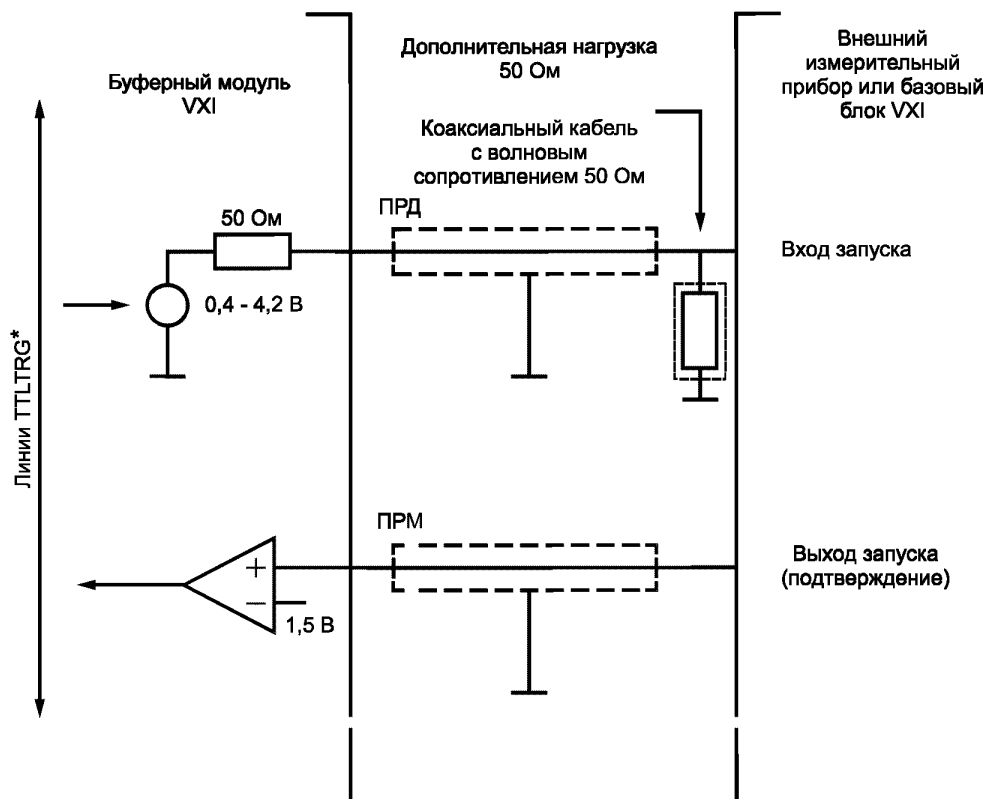 Буферный модуль
VXI
Дополнительная нагрузка
50 Ом
Внешний
измерительный
прибор или базовый
блок VXI
Коаксиальный кабель
с волновым
сопротивлением 50 Ом
ПРД
50 Ом
Вход запуска
0,4 - 4,2 В
Линии TTLTRG*
ПРМ
+
−
1,5 В
Выход запуска
(подтверждение)